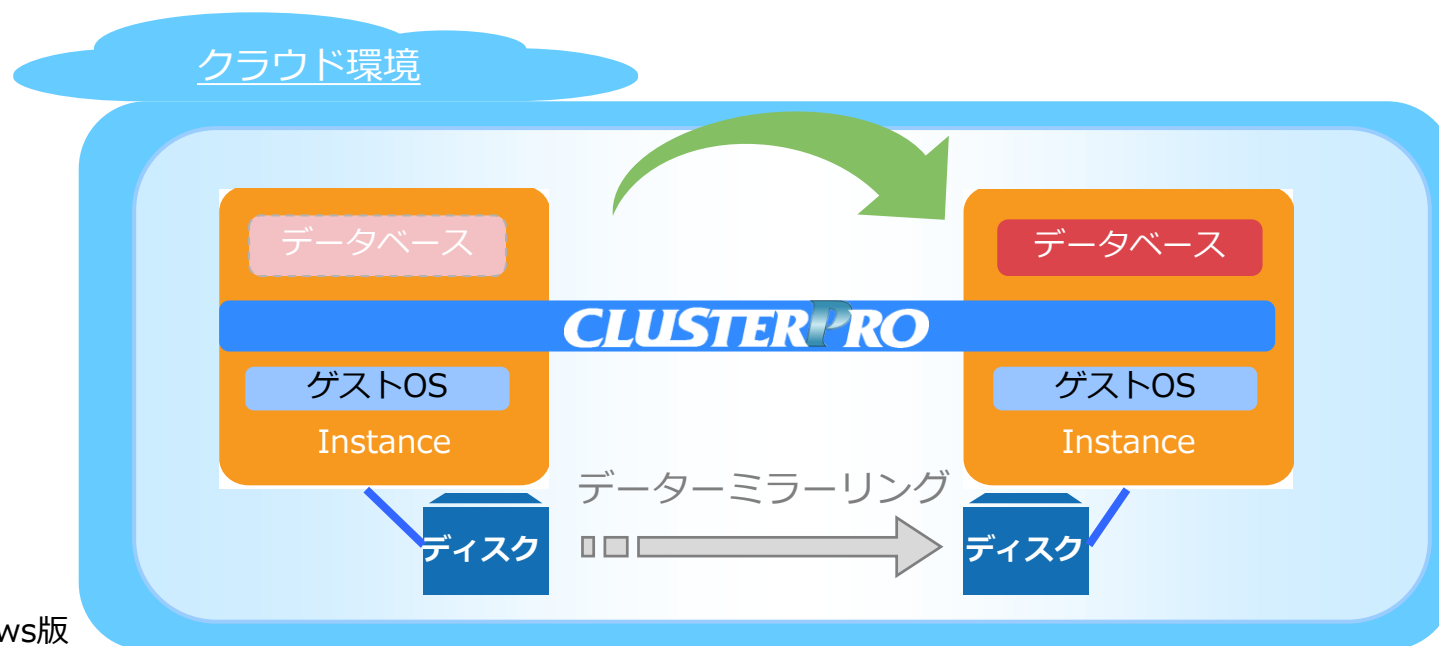 クラウド環境
データベース
データベース
CLUSTERPRO
ゲストOS
ゲストOS
Instance
Instance
データーミラーリング
ディスク
ディスク
ws版